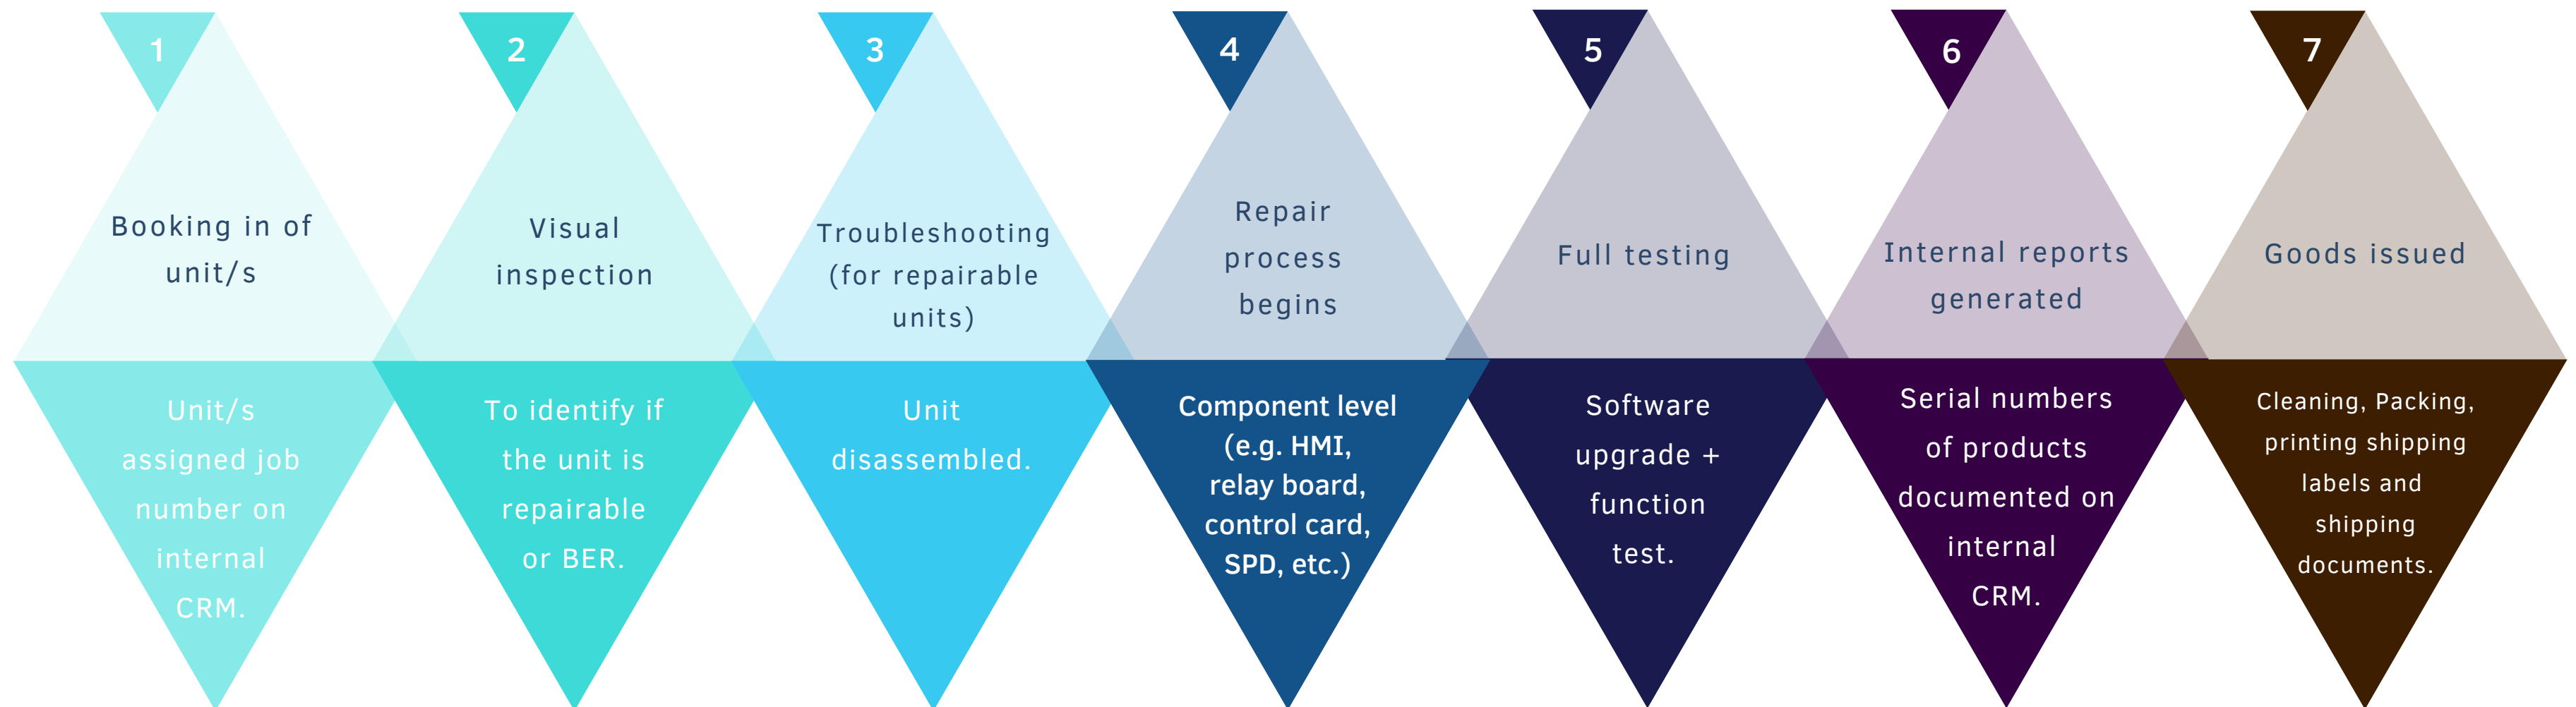 1
Booking in of
unit/s
Unit/s
assigned job
number on
internal
CRM.
2
Visual
inspection
To identify if
the unit is
repairable
or BER.
3
Troubleshooting
(for repairable
units)
Unit
disassembled.
4
Repair
process
begins
Component level
(e.g. HMI,
relay board,
control card,
SPD, etc.)
5
Full testing
Software
upgrade +
function
test.
6
Internal reports
generated
Serial numbers
of products
documented on
internal
CRM.
7
Goods issued
Cleaning, Packing,
printing shipping
labels and
shipping
documents.